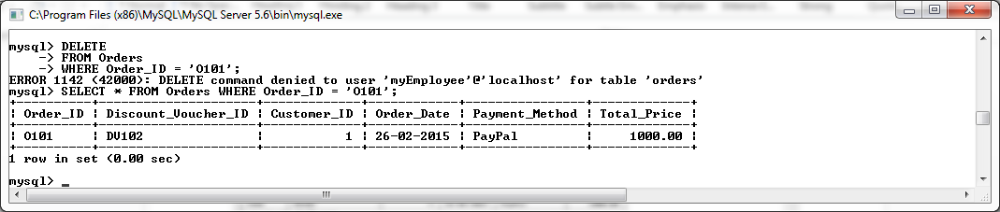 C:\Program Files (x86)\MySQL\MySQL Server 5.6\bin\mysql.exe
mysql> DELETE
    -> FROM Orders
    -> WHERE Order_ID = 'O101';
ERROR 1142 (42000): DELETE command denied to user 'myEmployee'@'localhost' for table 'orders'
mysql> SELECT * FROM Orders WHERE Order_ID = 'O101';
+----------+---------------------+-------------+------------+----------------+-------------+
| Order_ID | Discount_Voucher_ID | Customer_ID | Order_Date | Payment_Method | Total_Price |
+----------+---------------------+-------------+------------+----------------+-------------+
| O101     | DV102               |           1 | 26-02-2015 | PayPal         |     1000.00 |
+----------+---------------------+-------------+------------+----------------+-------------+
1 row in set (0.00 sec)
mysql> _